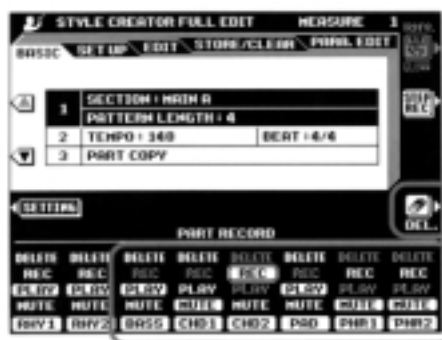 STYLE CREATOR FULL EDIT MEASURE 1
BASIC SET UP EDIT STORE/CLEAR PARA. EDIT
1 SECTION : MAIN A
PATTERN LENGTH : 4
2 TEMPO : 140 BEAT : 4/4
3 PART COPY
REC
SETTING
DEL.
PART RECORD
DELETE DELETE DELETE DELETE DELETE DELETE DELETE DELETE
REC REC REC REC REC REC REC REC
PLAY PLAY PLAY PLAY PLAY PLAY PLAY PLAY
MUTE MUTE MUTE MUTE MUTE MUTE MUTE MUTE
RHY1 RHY2 BASS CHD1 CHD2 PAD PHR1 PHR2